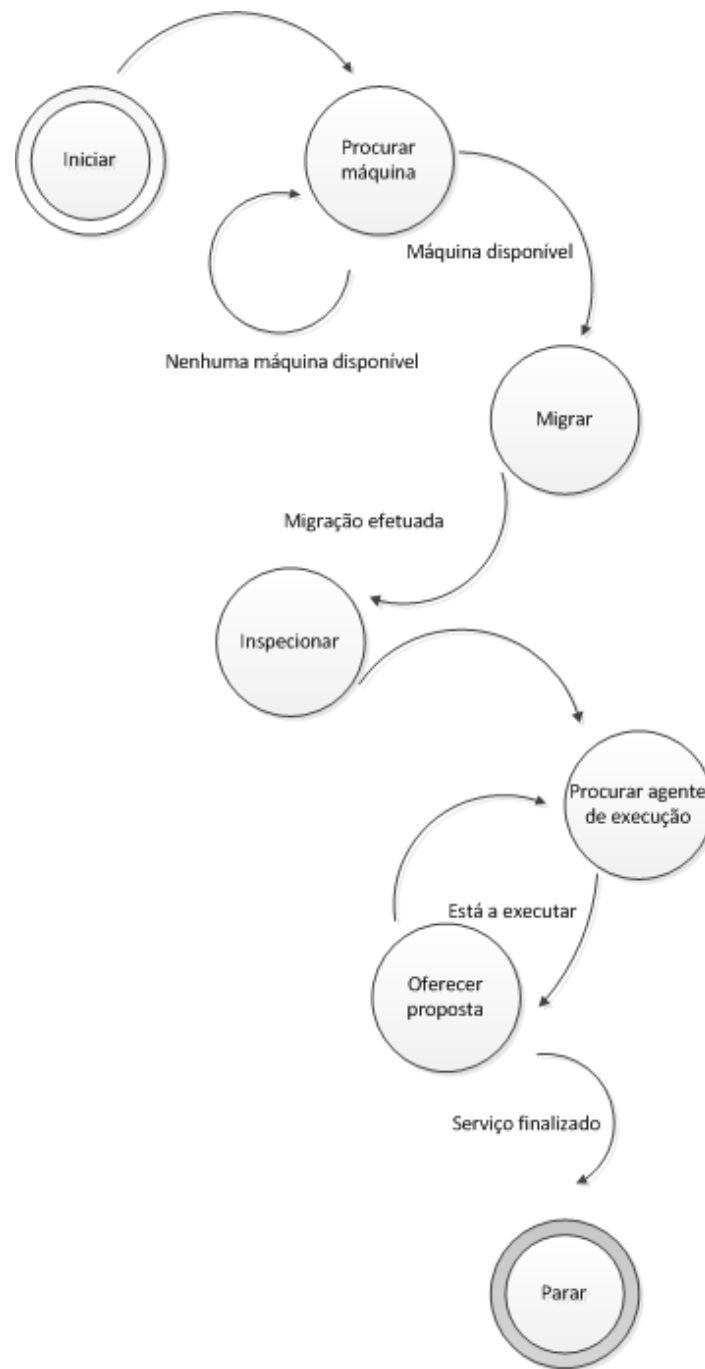 Iniciar
Procurar
máquina
Máquina disponível
Nenhuma máquina disponível
Migrar
Migração efetuada
Inspecionar
Procurar agente
de execução
Está a executar
Oferecer
proposta
Serviço finalizado
Parar